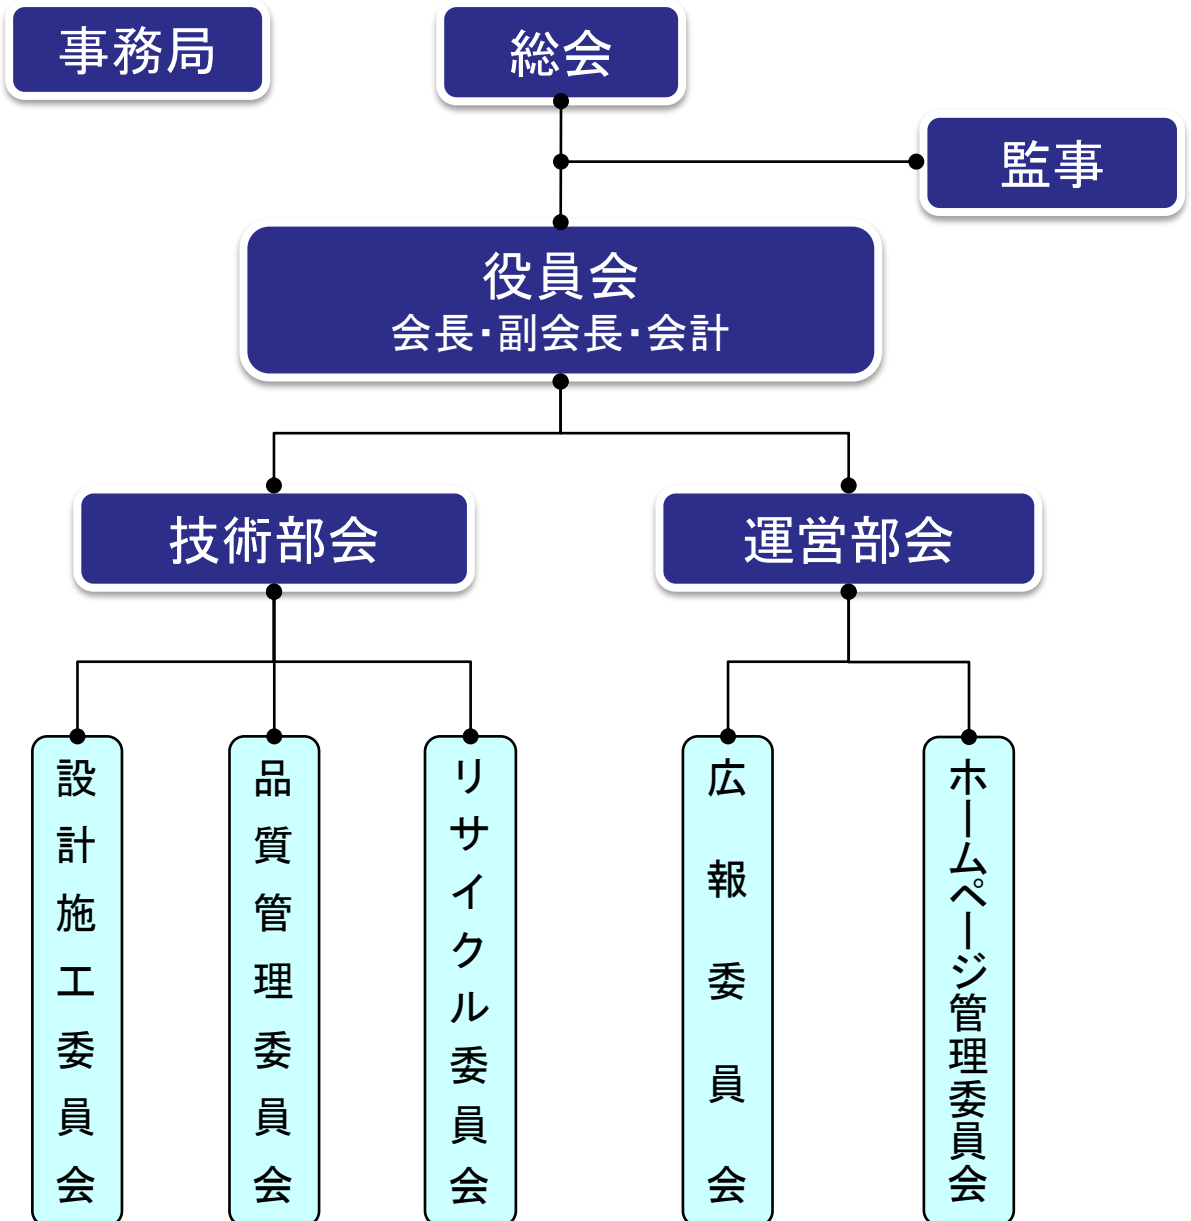 事務局
総会
監事
役員会
会長・副会長・会計
技術部会
運営部会
設計施工委員会
品質管理委員会
リサイクル委員会
広報委員会
ホームページ管理委員会